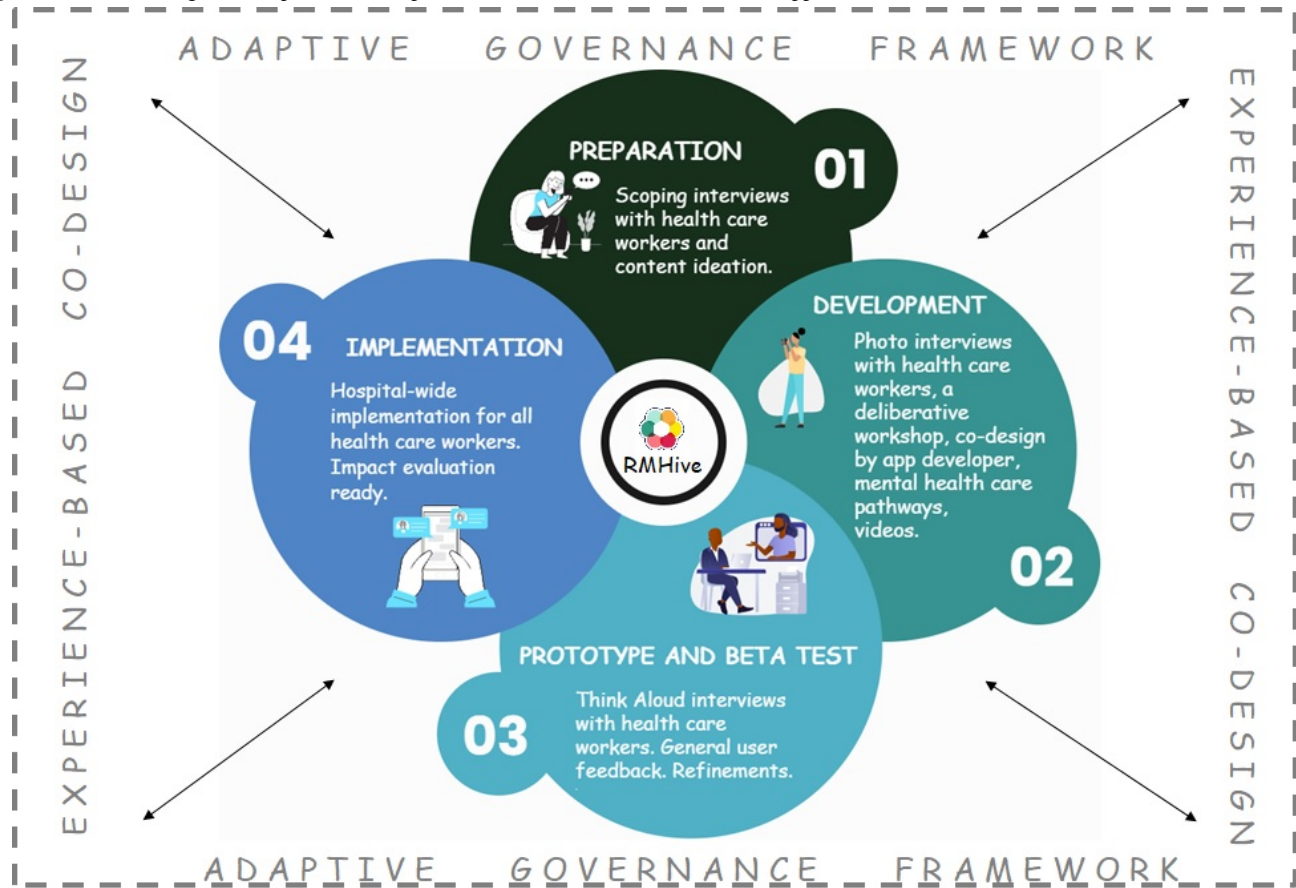 ADAPTIVE GOVERNANCE FRAMEWORK
EXPERIENCE-BASED CO-DESIGN
EXPERIENCE-BASED CO-DESIGN
PREPARATION
01
Scoping interviews
with health care
workers and
content ideation.
DEVELOPMENT
Photo interviews
with health care
workers, a
deliberative
workshop, co-design
by app developer,
mental health care
pathways,
videos.
02
04
IMPLEMENTATION
Hospital-wide
implementation for all
health care workers.
Impact evaluation
ready.
RMHive
PROTOTYPE AND BETA TEST
03
Think Aloud interviews
with health care
workers. General user
feedback. Refinements.
ADAPTIVE GOVERNANCE FRAMEWORK